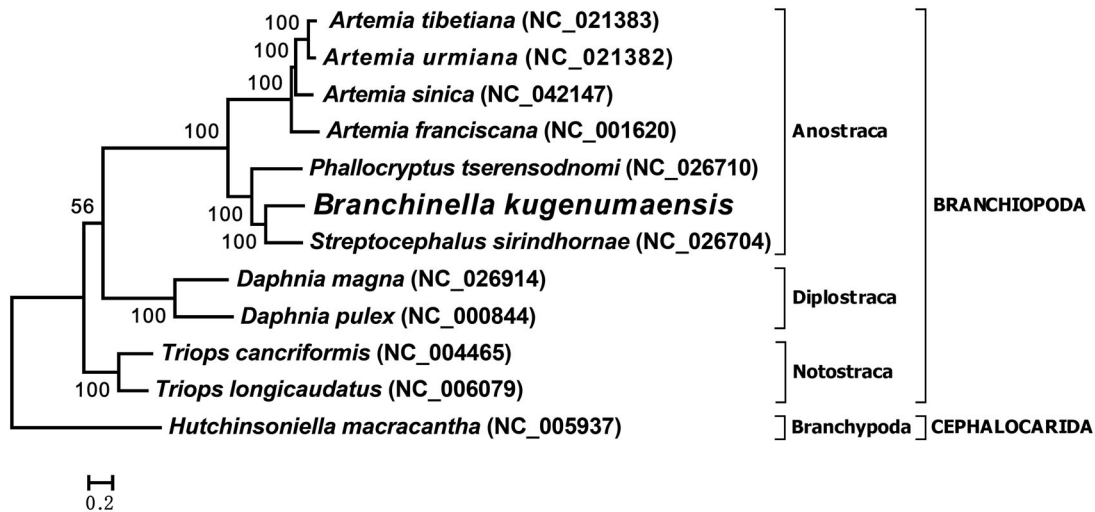 100 Artemia tibetiana (NC_021383)
100 Artemia urmiana (NC_021382)
100 Artemia sinica (NC_042147)
100 Artemia franciscana (NC_001620) Anostraca
Phallocryptus tserensodnomi (NC_026710)
56 100 Branchinella kugenumaensis BRANCHIOPODA
100 Streptocephalus sirindhornae (NC_026704)
Daphnia magna (NC_026914)
Diplostraca
100 Daphnia pulex (NC_000844)
Triops cancriformis (NC_004465)
Notostraca
100 Triops longicaudatus (NC_006079)
Hutchinsoniella macracantha (NC_005937) Branchypoda CEPHALOCARIDA
0.2